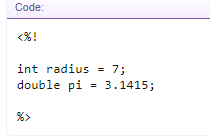 Code:
<%!
int radius = 7;
double pi = 3.1415;
%>